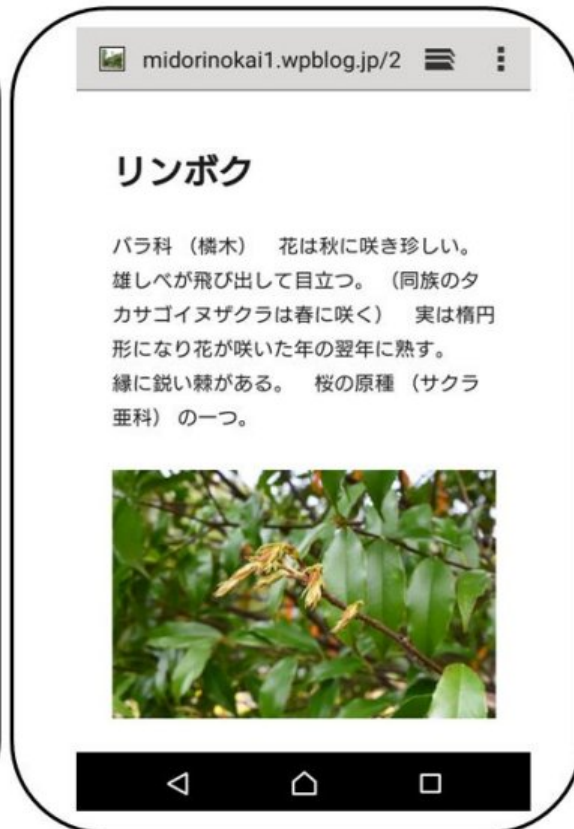 midorinokai1.wpblog.jp/2
リンボク
バラ科 （橉木）　花は秋に咲き珍しい。
雄しべが飛び出して目立つ。 （同族のタ
カサゴイヌザクラは春に咲く）　実は楕円
形になり花が咲いた年の翌年に熟す。
縁に鋭い棘がある。　桜の原種 （サクラ
亜科） の一つ。